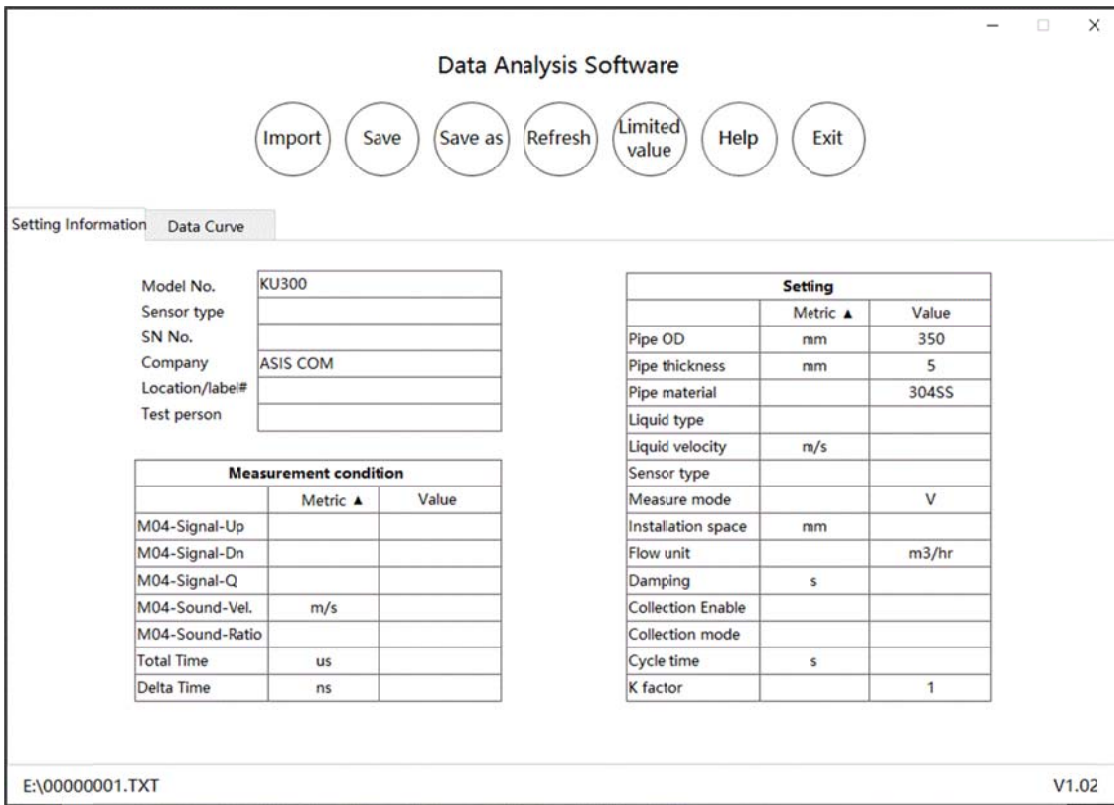 Data Analysis Software
Import Save Save as Refresh Limited value Help Exit
Setting Information Data Curve
Model No. KU300
Sensor type
SN No.
Company ASIS COM
Location/label#
Test person
Measurement condition
Metric ▲ Value
M04-Signal-Up
M04-Signal-Dn
M04-Signal-Q
M04-Sound-Vel. m/s
M04-Sound-Ratio
Total Time us
Delta Time ns
Setting
Metric ▲ Value
Pipe OD mm 350
Pipe thickness mm 5
Pipe material 304SS
Liquid type
Liquid velocity m/s
Sensor type
Measure mode V
Installation space mm
Flow unit m3/hr
Damping s
Collection Enable
Collection mode
Cycle time s
K factor 1
E:\00000001.TXT V1.02